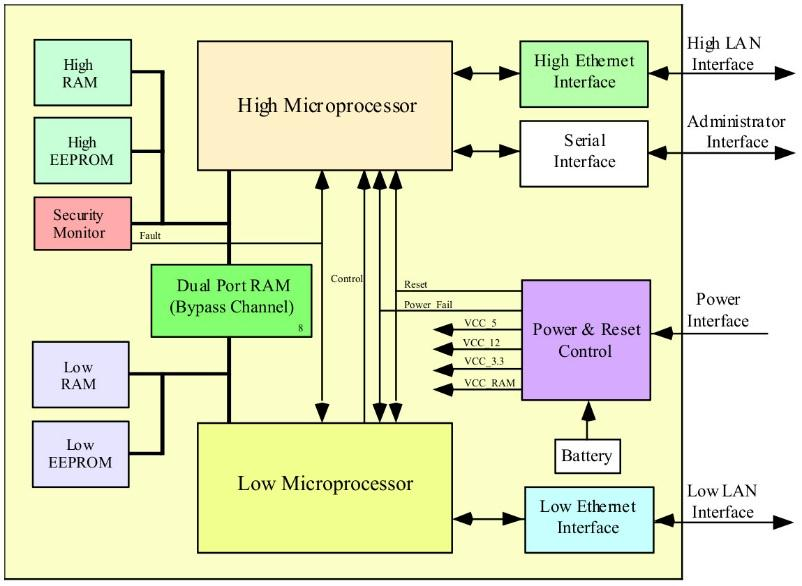 High
RAM
High
EEPROM
Security
Monitor
High Microprocessor
High Ethernet
Interface
High LAN
Interface
Serial
Interface
Administrator
Interface
Fault
Dual Port RAM
(Bypass Channel)
8
Control
Reset
Power_Fail
VCC_5
VCC_12
VCC_3.3
VCC_RAM
Power & Reset
Control
Power
Interface
Battery
Low
RAM
Low
EEPROM
Low Microprocessor
Low Ethernet
Interface
Low LAN
Interface